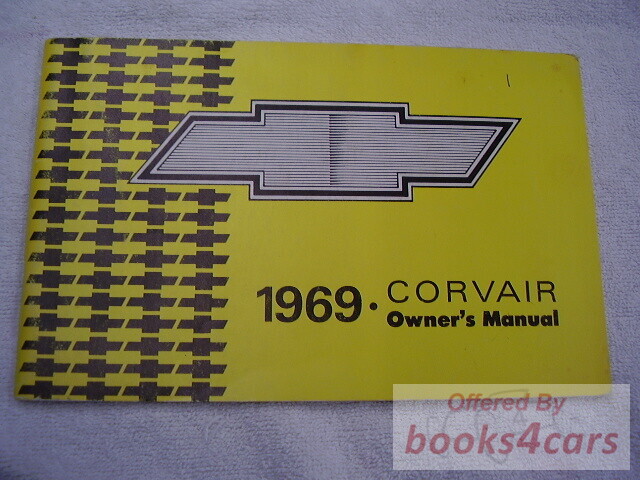 1969 • CORVAIR
Owner's Manual
Offered By
books4cars